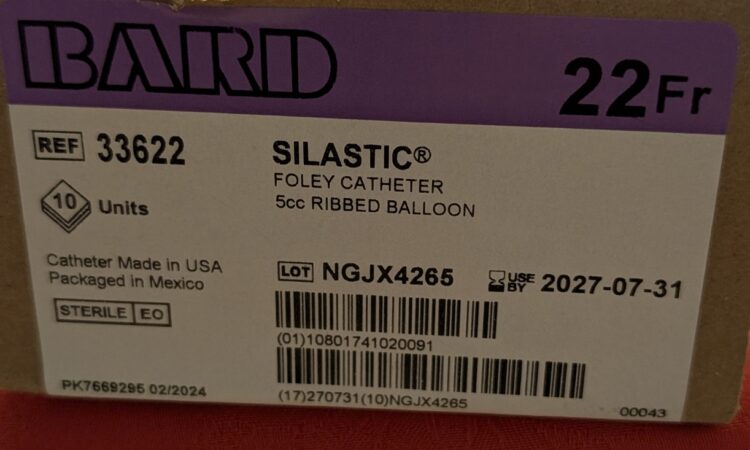 BARD
22Fr
REF 33622
SILASTIC®
FOLEY CATHETER
5cc RIBBED BALLOON
10 Units
Catheter Made in USA
Packaged in Mexico
STERILE EO
LOT NGJX4265
USE BY 2027-07-31
(01)10801741020091
(17)270731(10)NGJX4265
PK7669295 02/2024
00043